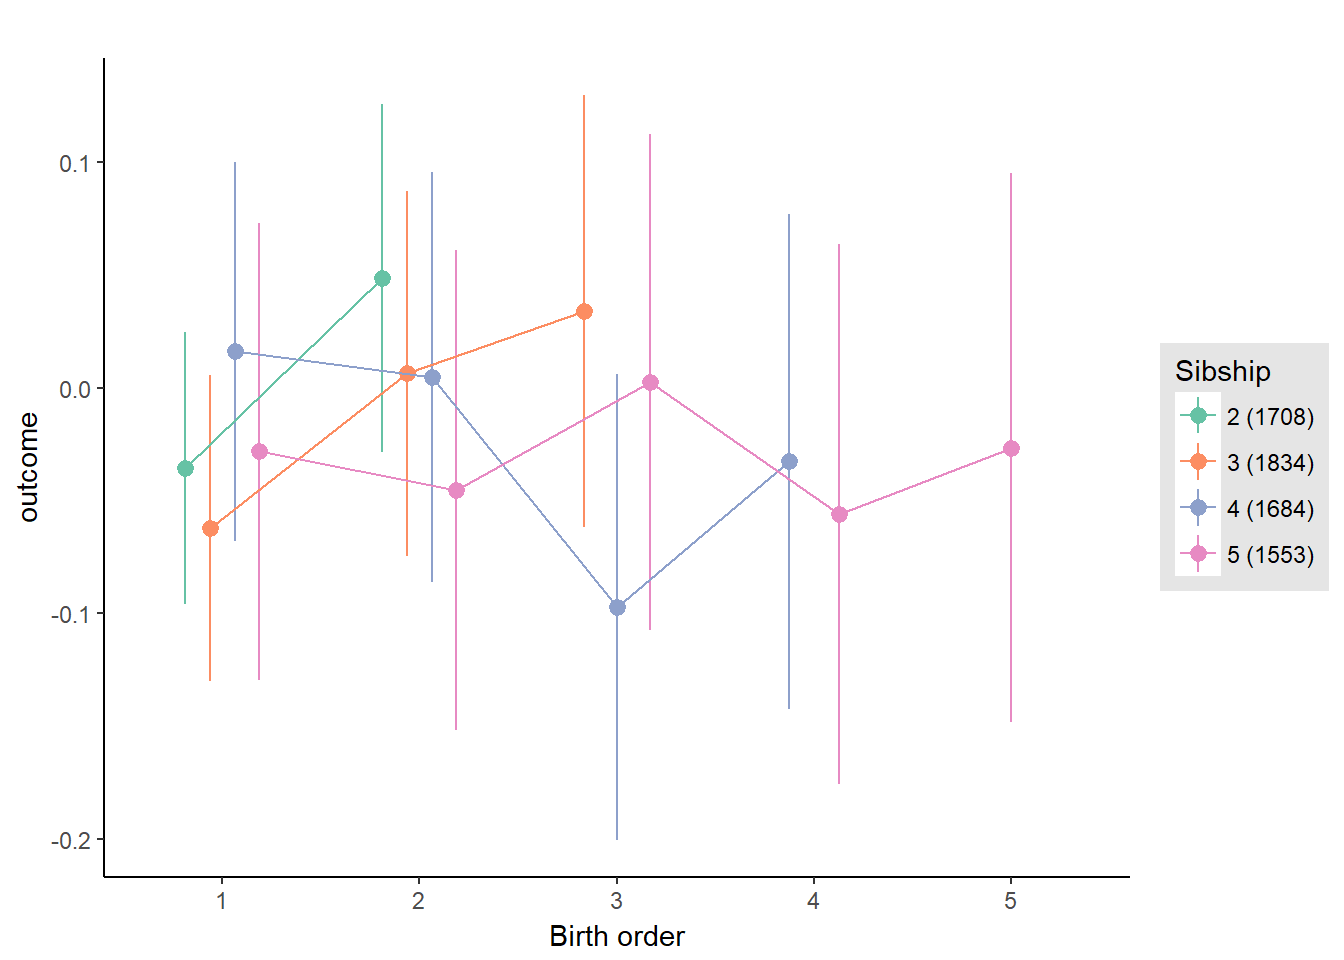 0.1
0.0
-0.1
-0.2
outcome
1 2 3 4 5
Birth order
Sibship
2 (1708)
3 (1834)
4 (1684)
5 (1553)